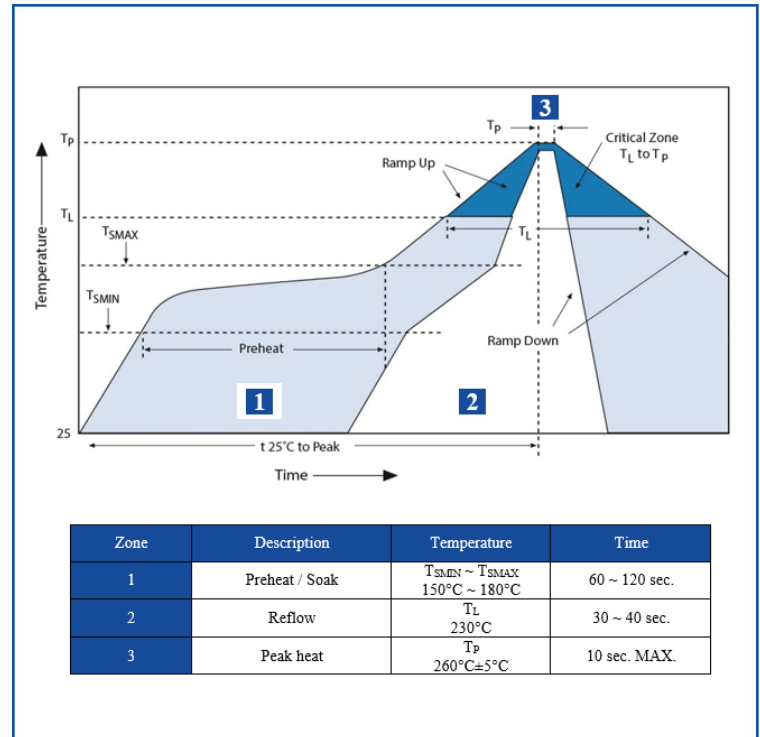 3
TP
Critical Zone
TL to TP
Ramp Up
TP
TL
TSMAX
TL
Temperature
TSMIN
Ramp Down
Preheat
1
2
25
t 25°C to Peak
Time
Zone Description Temperature Time
1 Preheat / Soak TSMIN ~ TSMAX 60 ~ 120 sec.
150°C ~ 180°C
2 Reflow TL 30 ~ 40 sec.
230°C
3 Peak heat TP 10 sec. MAX.
260°C±5°C